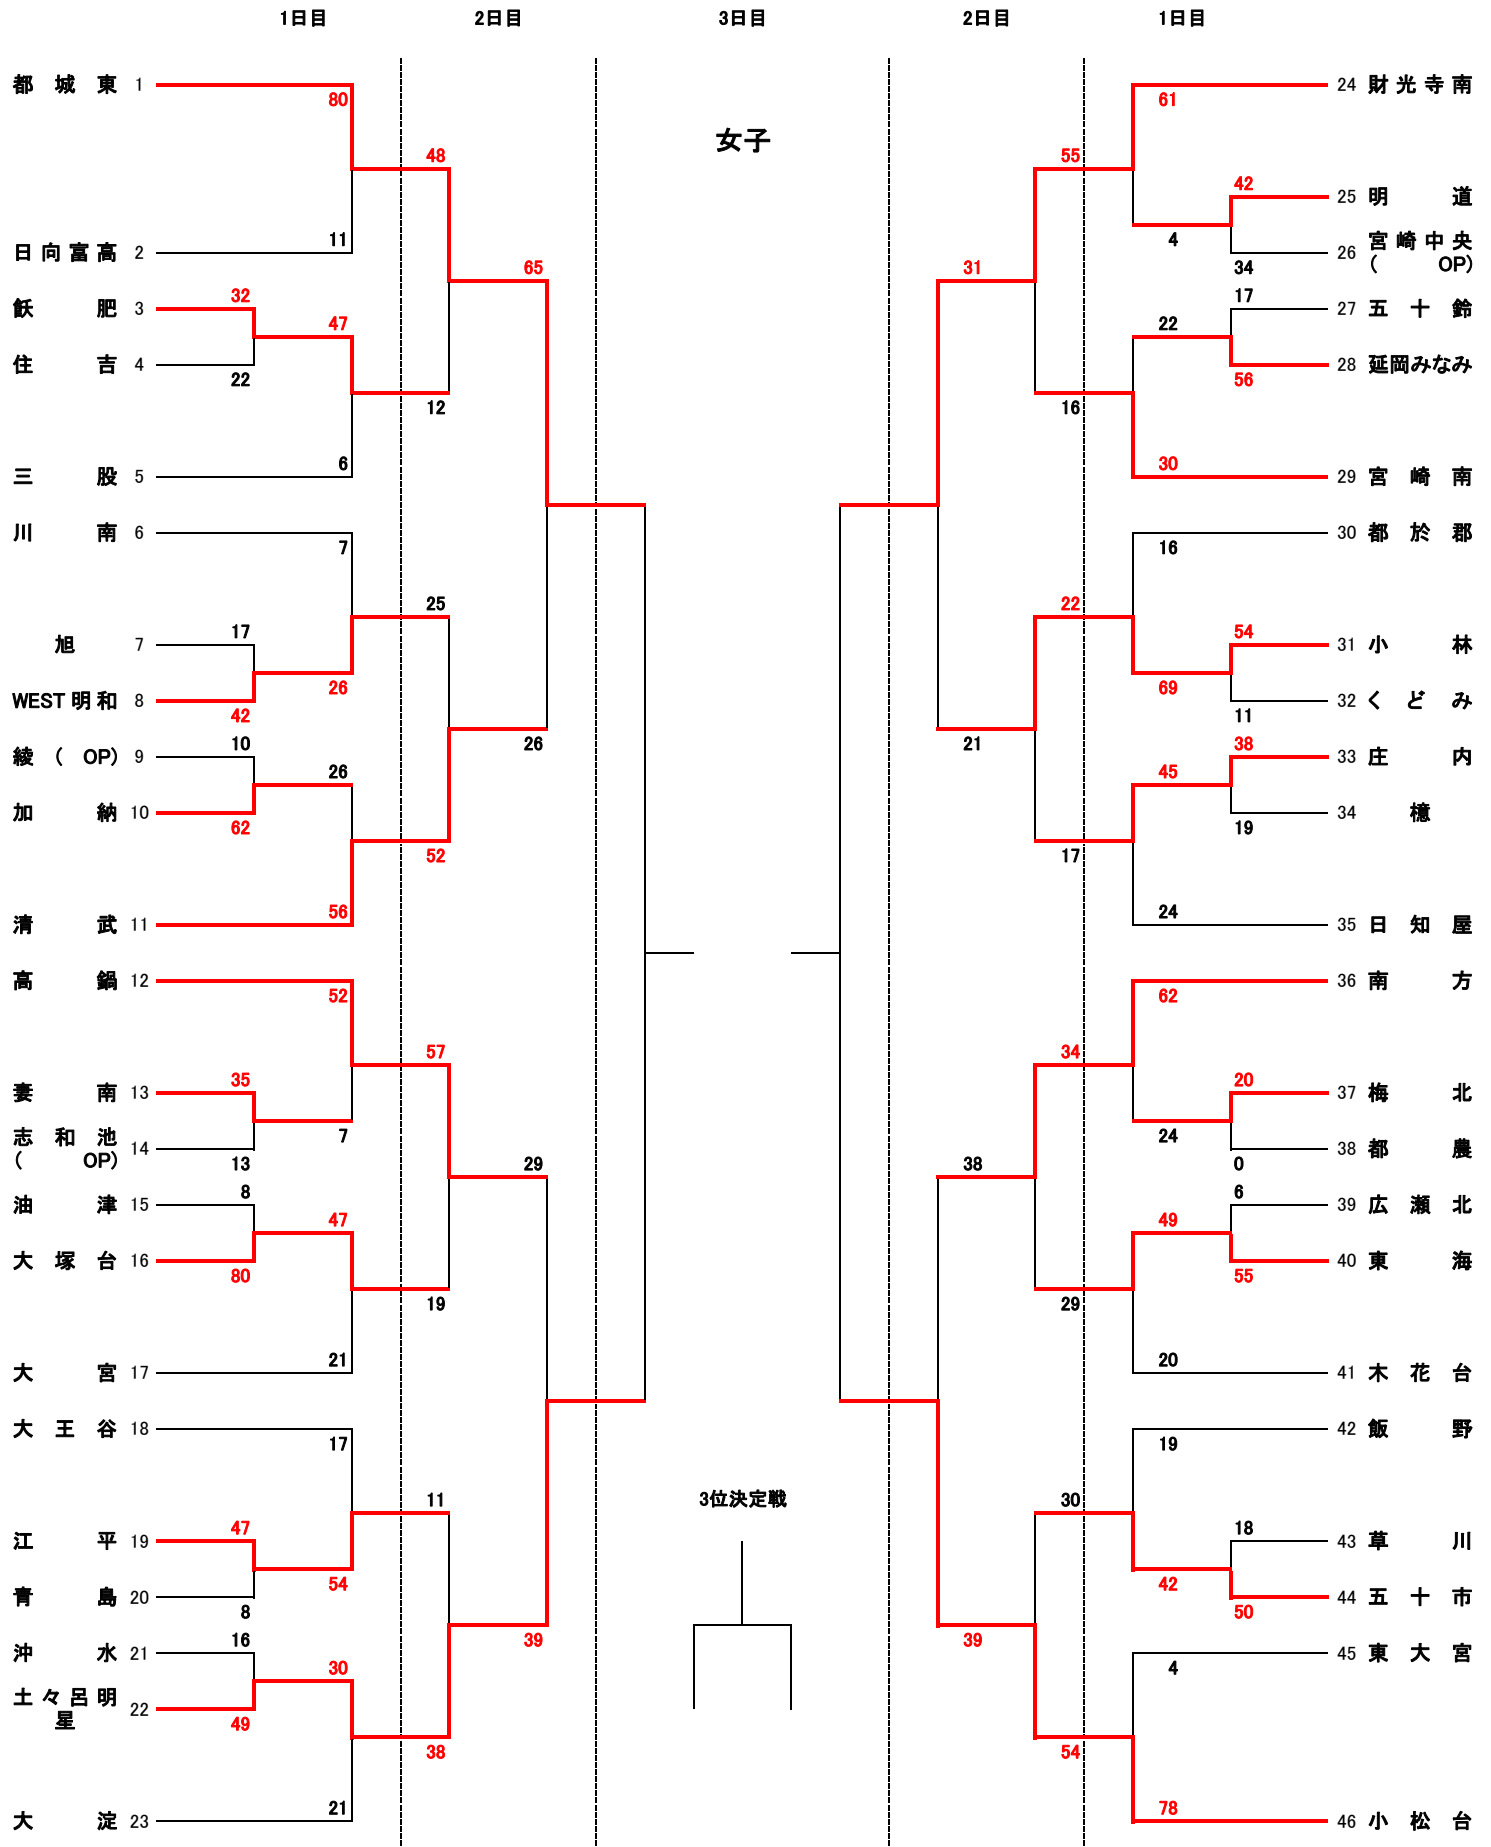 1日目 2日目 3日目 2日目 1日目
女子
都城東 1
80
日向富高 2
11
飫肥 3
32
住吉 4
22
47
三股 5
6
48
12
川南 6
7
旭 7
17
WEST明和 8
42
26
綾(OP) 9
10
加納 10
62
26
清武 11
56
25
52
65
26
高鍋 12
52
妻南 13
35
志和池
(OP) 14
13
7
油津 15
8
大塚台 16
80
47
大宮 17
21
57
19
大王谷 18
17
江平 19
47
青島 20
8
54
沖水 21
16
土々呂明
星 22
49
30
大淀 23
21
11
38
29
39
3位決定戦
24 財光寺南
61
25 明道
42
26 宮崎中央
(OP)
34
4
27 五十鈴
17
28 延岡みなみ
56
22
29 宮崎南
30
55
16
30 都於郡
16
31 小林
54
32 くどみ
11
69
33 庄内
38
34 檍
19
45
35 日知屋
24
22
17
31
21
36 南方
62
37 梅北
20
38 都農
0
24
39 広瀬北
6
40 東海
55
49
41 木花台
20
34
29
42 飯野
19
43 草川
18
44 五十市
50
42
45 東大宮
4
46 小松台
78
30
54
38
39